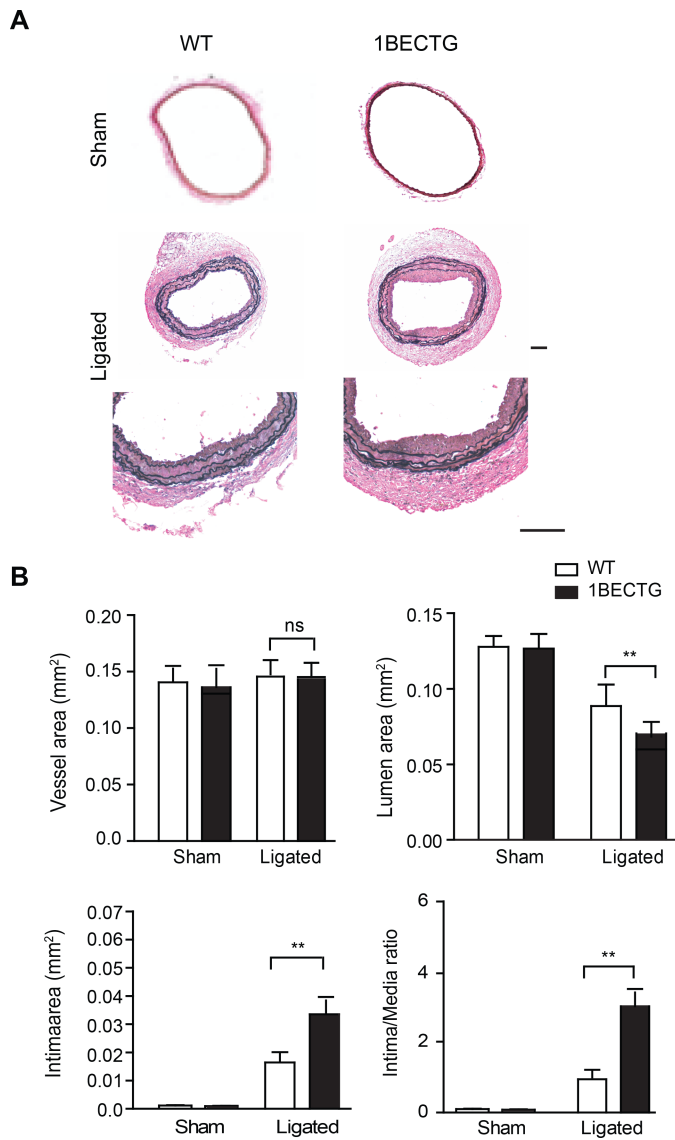 A
WT 1BECTG
Sham
Ligated
B
WT
1BECTG
Vessel area (mm²)
0.20
0.15
0.10
0.05
0.0
ns
Sham Ligated
Lumen area (mm²)
0.15
0.10
0.05
0.00
**
Sham Ligated
Intimaarea (mm²)
0.07
0.06
0.05
0.04
0.03
0.02
0.01
0.0
**
Sham Ligated
Intima/Media ratio
6
4
2
0
**
Sham Ligated